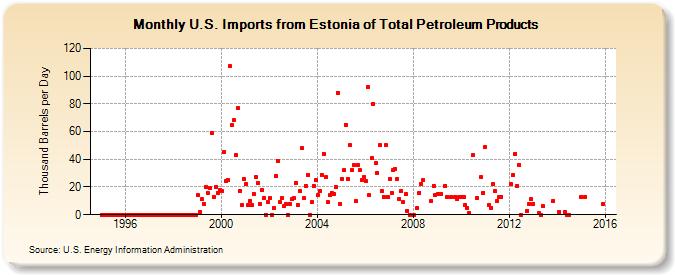 Monthly U.S. Imports from Estonia of Total Petroleum Products
Thousand Barrels per Day
120
100
80
60
40
20
0
1996 2000 2004 2008 2012 2016
Source: U.S. Energy Information Administration